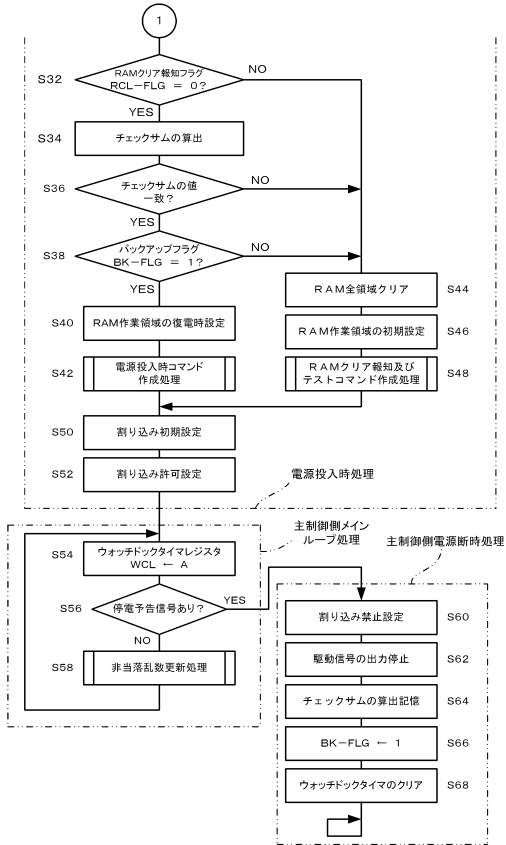 1
S32
RAMクリア報知フラグ
RCL−FLG = 0?
NO
YES
S34
チェックサムの算出
S36
チェックサムの値
一致?
NO
YES
S38
バックアップフラグ
BK−FLG = 1?
NO
YES
S40
RAM作業領域の復電時設定
S42
電源投入時コマンド
作成処理
RAM全領域クリア
S44
RAM作業領域の初期設定
S46
RAMクリア報知及び
テストコマンド作成処理
S48
S50
割り込み初期設定
S52
割り込み許可設定
電源投入時処理
主制御側メイン
ループ処理
主制御側電源断時処理
S54
ウォッチドックタイマレジスタ
WCL ← A
S56
停電予告信号あり?
YES
NO
S58
非当落乱数更新処理
割り込み禁止設定
S60
駆動信号の出力停止
S62
チェックサムの算出記憶
S64
BK−FLG ← 1
S66
ウォッチドックタイマのクリア
S68